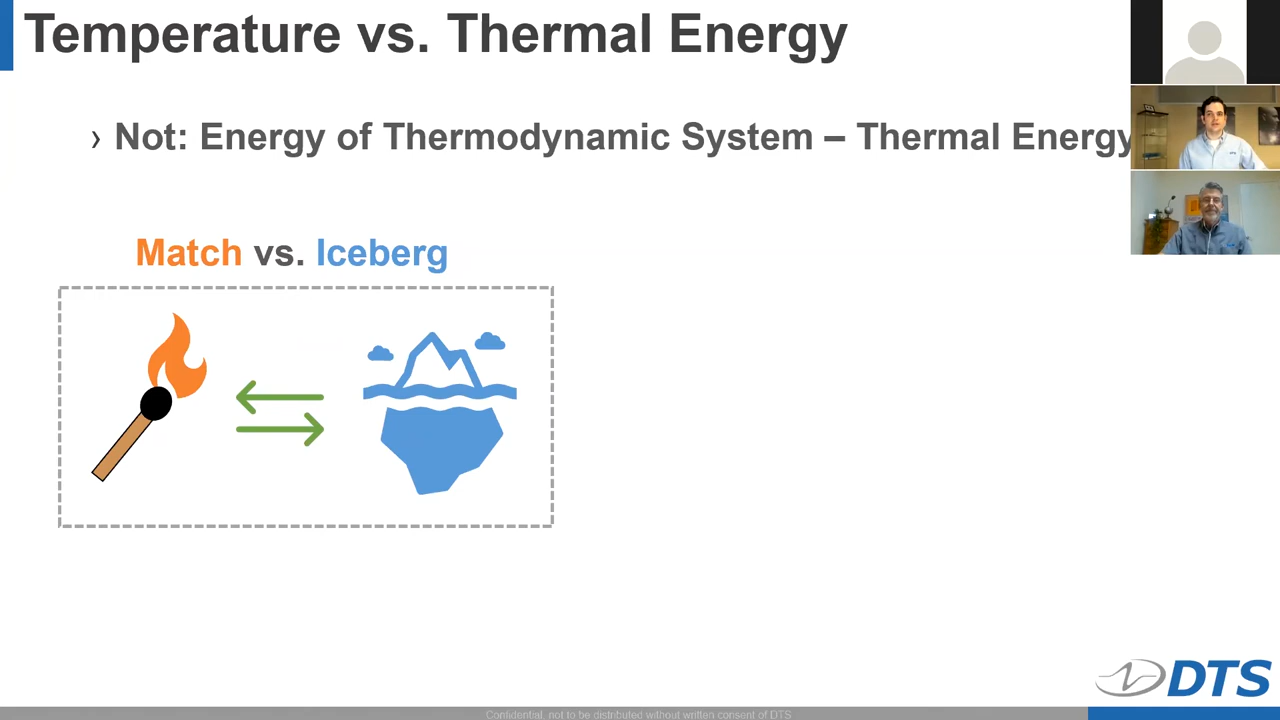 Temperature vs. Thermal Energy
› Not: Energy of Thermodynamic System – Thermal Energy
Match vs. Iceberg
DTS
Confidential, not to be distributed without written consent of DTS